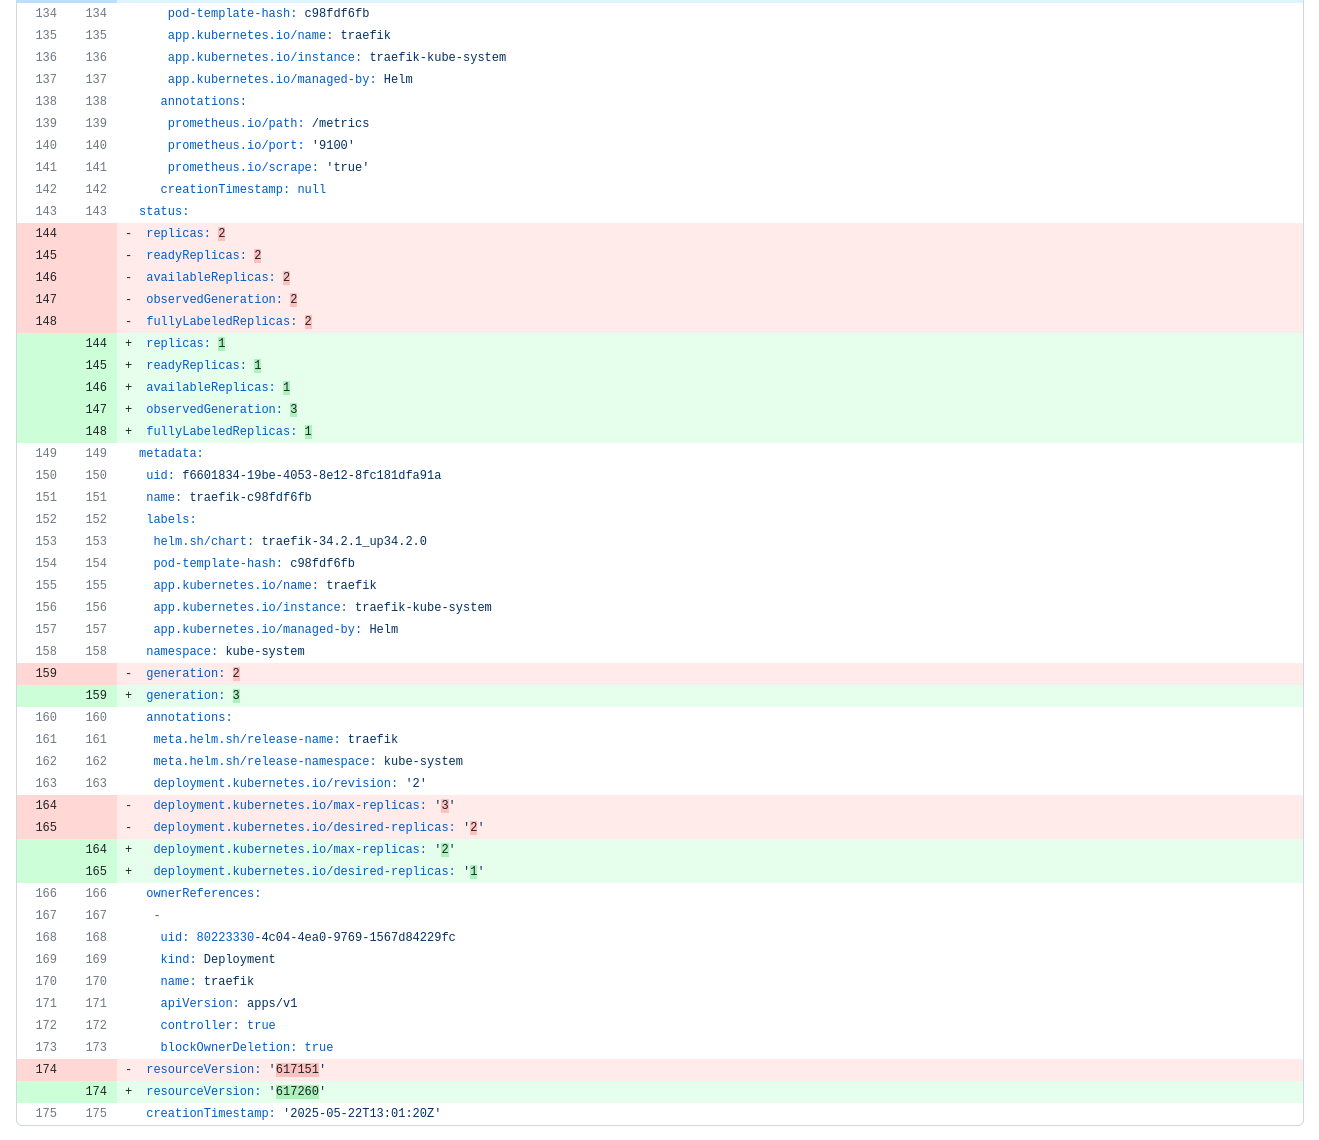 134 134 pod-template-hash: c98fdf6fb
135 135 app.kubernetes.io/name: traefik
136 136 app.kubernetes.io/instance: traefik-kube-system
137 137 app.kubernetes.io/managed-by: Helm
138 138 annotations:
139 139 prometheus.io/path: /metrics
140 140 prometheus.io/port: '9100'
141 141 prometheus.io/scrape: 'true'
142 142 creationTimestamp: null
143 143 status:
144 - replicas: 2
145 - readyReplicas: 2
146 - availableReplicas: 2
147 - observedGeneration: 2
148 - fullyLabeledReplicas: 2
144 + replicas: 1
145 + readyReplicas: 1
146 + availableReplicas: 1
147 + observedGeneration: 3
148 + fullyLabeledReplicas: 1
149 149 metadata:
150 150 uid: f6601834-19be-4053-8e12-8fc181dfa91a
151 151 name: traefik-c98fdf6fb
152 152 labels:
153 153 helm.sh/chart: traefik-34.2.1_up34.2.0
154 154 pod-template-hash: c98fdf6fb
155 155 app.kubernetes.io/name: traefik
156 156 app.kubernetes.io/instance: traefik-kube-system
157 157 app.kubernetes.io/managed-by: Helm
158 158 namespace: kube-system
159 - generation: 2
159 + generation: 3
160 160 annotations:
161 161 meta.helm.sh/release-name: traefik
162 162 meta.helm.sh/release-namespace: kube-system
163 163 deployment.kubernetes.io/revision: '2'
164 - deployment.kubernetes.io/max-replicas: '3'
165 - deployment.kubernetes.io/desired-replicas: '2'
164 + deployment.kubernetes.io/max-replicas: '2'
165 + deployment.kubernetes.io/desired-replicas: '1'
166 166 ownerReferences:
167 167 -
168 168 uid: 80223330-4c04-4ea0-9769-1567d84229fc
169 169 kind: Deployment
170 170 name: traefik
171 171 apiVersion: apps/v1
172 172 controller: true
173 173 blockOwnerDeletion: true
174 - resourceVersion: '617151'
174 + resourceVersion: '617260'
175 175 creationTimestamp: '2025-05-22T13:01:20Z'